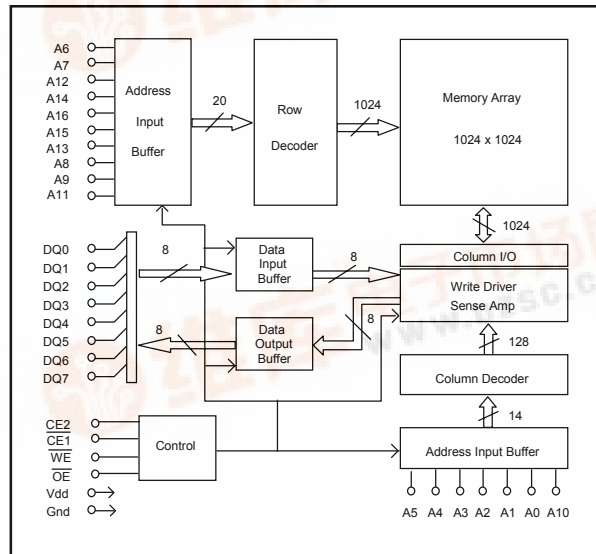 A6
A7
A12
A14
A16
A15
A13
A8
A9
A11
Address
Input
Buffer
20
Row
Decoder
1024
Memory Array
1024 x 1024
1024
DQ0
DQ1
DQ2
DQ3
DQ4
DQ5
DQ6
DQ7
8
Data
Input
Buffer
8
Column I/O
Write Driver
Sense Amp
8
Data
Output
Buffer
8
128
Column Decoder
14
CE2
CE1
WE
OE
Vdd
Gnd
Control
Address Input Buffer
A5 A4 A3 A2 A1 A0 A10